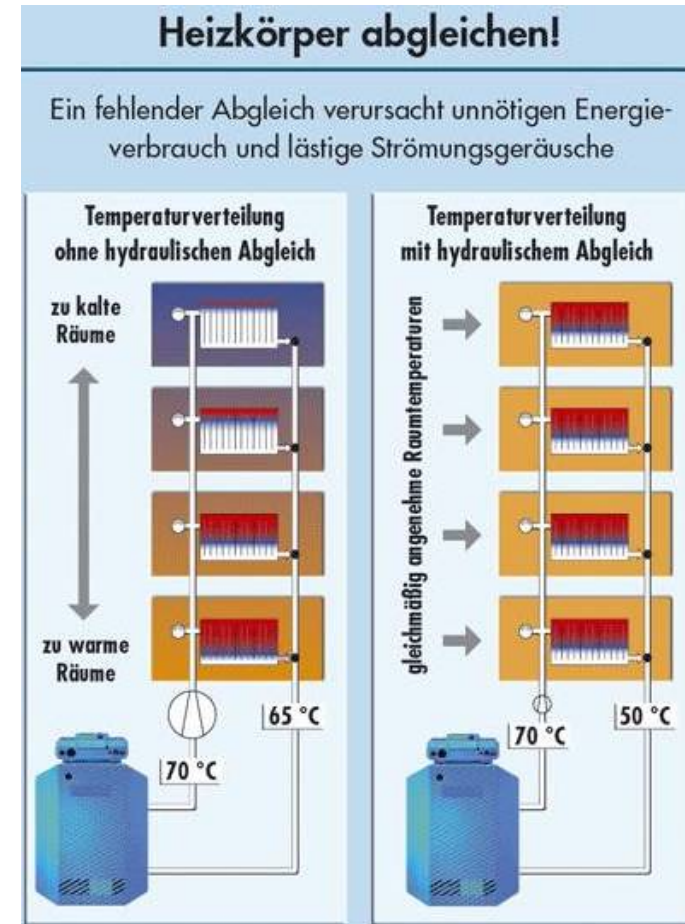 Heizkörper abgleichen!
Ein fehlender Abgleich verursacht unnötigen Energie-
verbrauch und lästige Strömungsgeräusche
Temperaturverteilung
ohne hydraulischen Abgleich
zu kalte
Räume
zu warme
Räume
65 °C
70 °C
Temperaturverteilung
mit hydraulischem Abgleich
gleichmäßig angenehme Raumtemperaturen
50 °C
70 °C